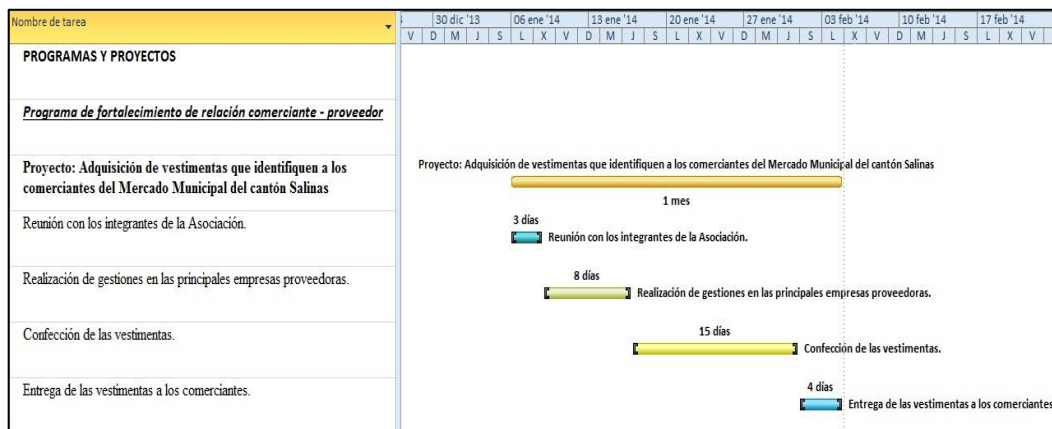 Nombre de tarea
30 dic '13 06 ene '14 13 ene '14 20 ene '14 27 ene '14 03 feb '14 10 feb '14 17 feb '14
V D M J S L X V D M J S L X V D M J S L X V D M J S L X V
PROGRAMAS Y PROYECTOS
Programa de fortalecimiento de relación comerciante - proveedor
Proyecto: Adquisición de vestimentas que identifiquen a los
comerciantes del Mercado Municipal del cantón Salinas
Proyecto: Adquisición de vestimentas que identifiquen a los comerciantes del Mercado Municipal del cantón Salinas
1 mes
Reunión con los integrantes de la Asociación.
3 días
Reunión con los integrantes de la Asociación.
Realización de gestiones en las principales empresas proveedoras.
8 días
Realización de gestiones en las principales empresas proveedoras.
Confección de las vestimentas.
15 días
Confección de las vestimentas.
Entrega de las vestimentas a los comerciantes.
4 días
Entrega de las vestimentas a los comerciantes